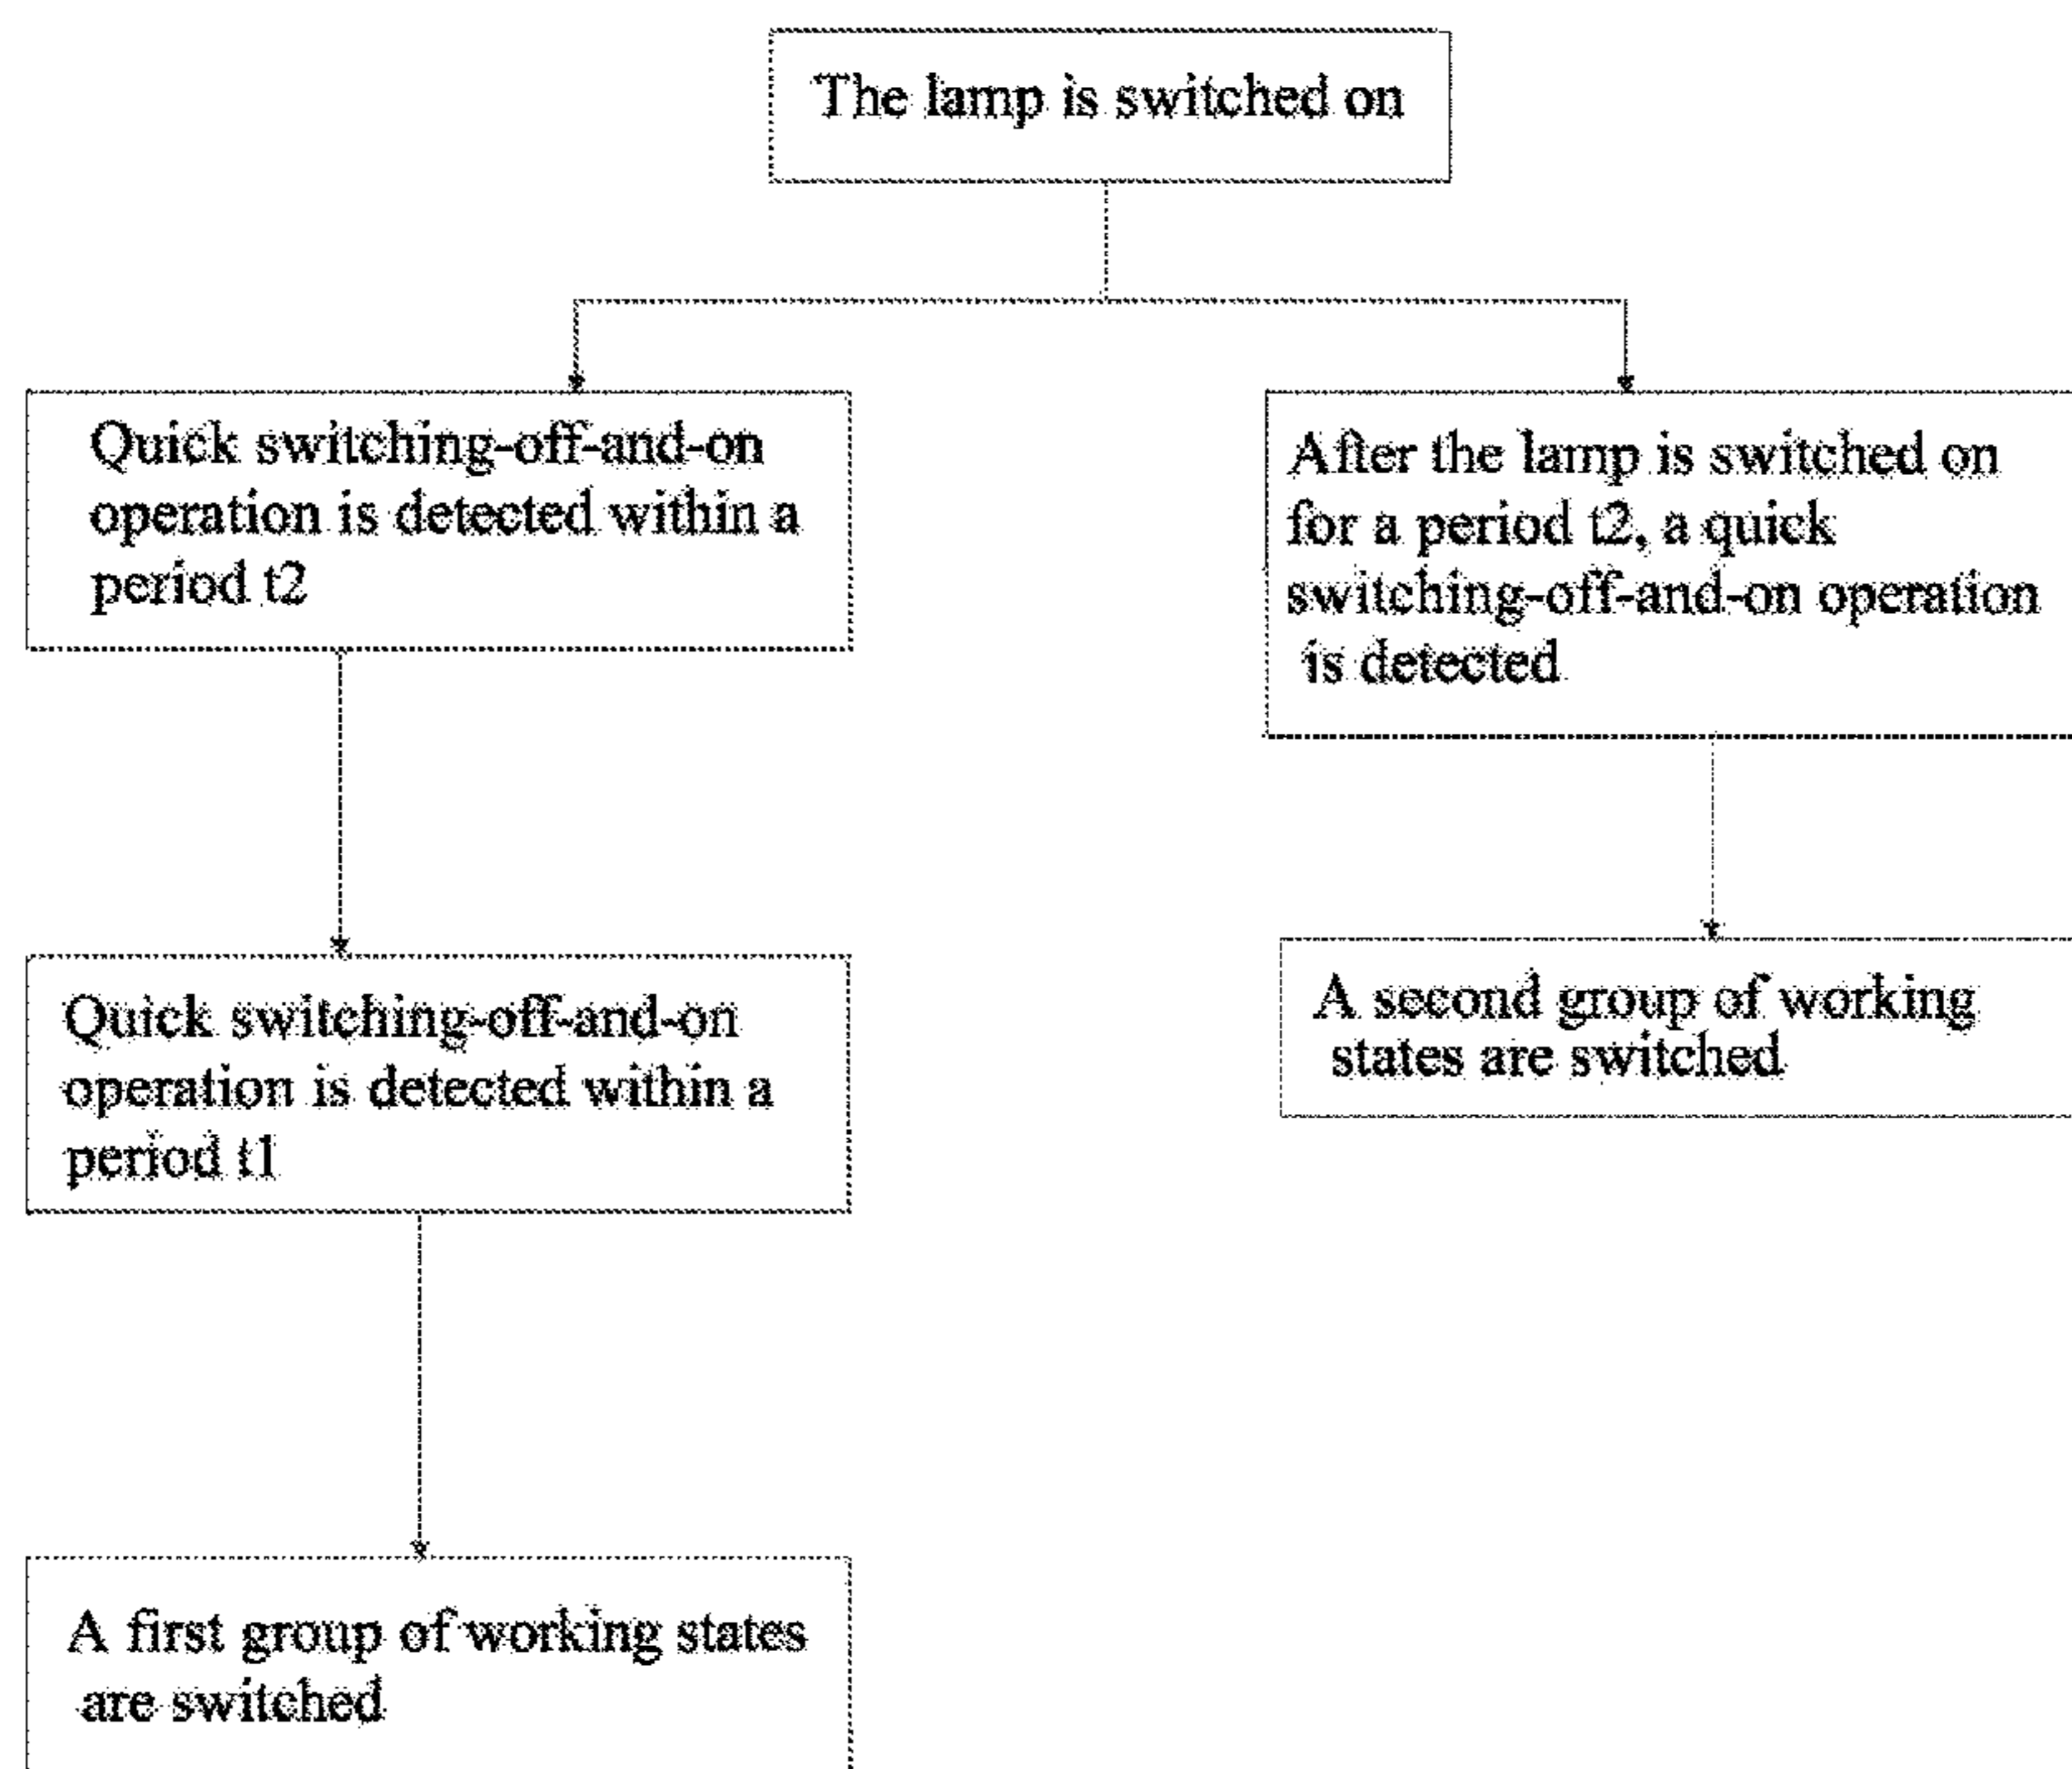 The lamp is switched on
Quick switching-off-and-on
operation is detected within a
period t2
After the lamp is switched on
for a period t2, a quick
switching-off-and-on operation
is detected
Quick switching-off-and-on
operation is detected within a
period t1
A second group of working
states are switched
A first group of working states
are switched